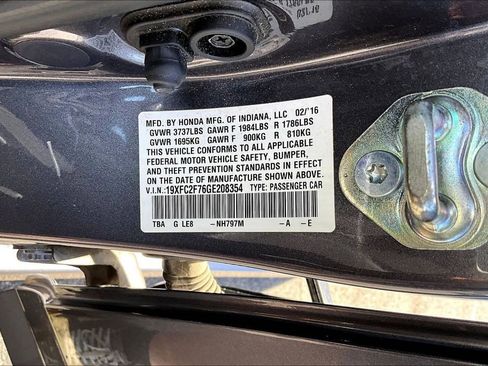 MFD. BY HONDA MFG. OF INDIANA, LLC 02/'16
GVWR 3737LBS GAWR F 1984LBS R 1786LBS
GVWR 1695KG GAWR F 900KG R 810KG
THIS VEHICLE CONFORMS TO ALL APPLICABLE
FEDERAL MOTOR VEHICLE SAFETY, BUMPER,
AND THEFT PREVENTION STANDARDS IN EFFECT
ON THE DATE OF MANUFACTURE SHOWN ABOVE.
V.I.N.:19XFC2F76GE208354 TYPE: PASSENGER CAR
TBA G LE8 -NH797M -A -E